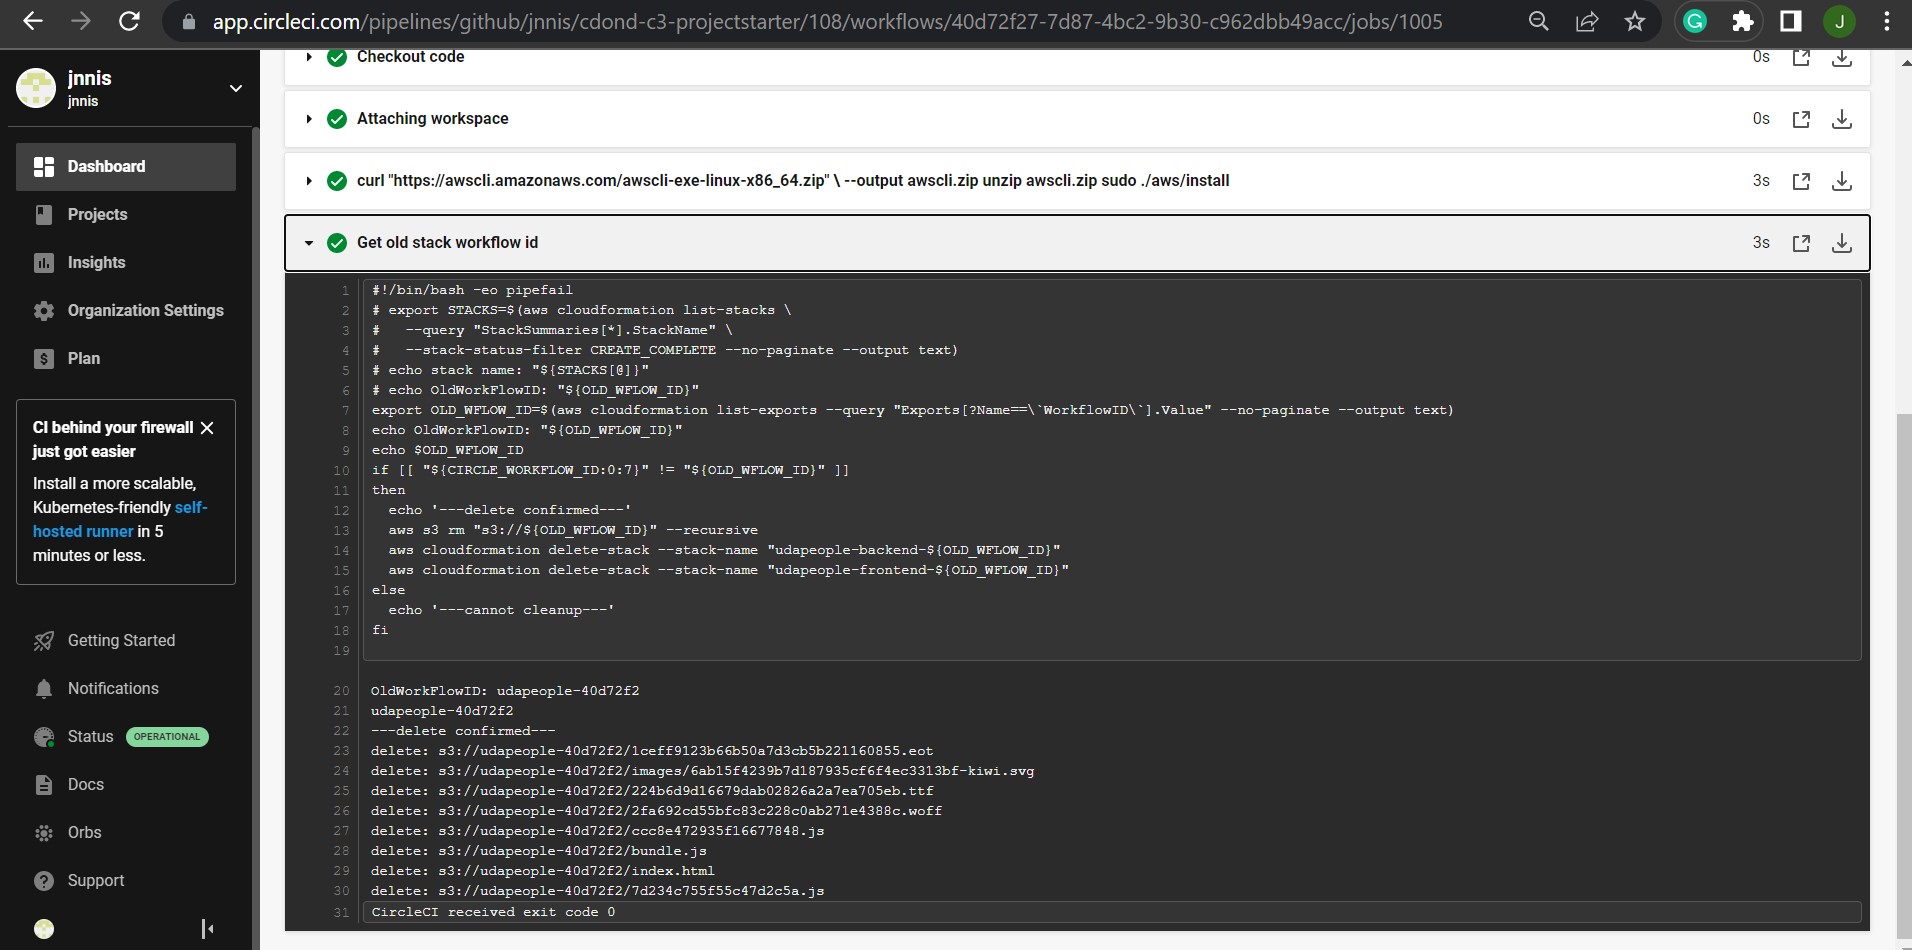 app.circleci.com/pipelines/github/jnnis/cdond-c3-projectstarter/108/workflows/40d72f27-7d87-4bc2-9b30-c962dbb49acc/jobs/1005
J
jnnis
jnnis
Dashboard
Projects
Insights
Organization Settings
Plan
CI behind your firewall
just got easier
Install a more scalable,
Kubernetes-friendly self-
hosted runner in 5
minutes or less.
Getting Started
Notifications
Status OPERATIONAL
Docs
Orbs
Support
Checkout code 0s
Attaching workspace 0s
curl "https://awscli.amazonaws.com/awscli-exe-linux-x86_64.zip" \ --output awscli.zip unzip awscli.zip sudo ./aws/install 3s
Get old stack workflow id 3s
1 #!/bin/bash -eo pipefail
2 # export STACKS=$(aws cloudformation list-stacks \
3 #   --query "StackSummaries[*].StackName" \
4 #   --stack-status-filter CREATE_COMPLETE --no-paginate --output text)
5 # echo stack name: "${STACKS[@]}"
6 # echo OldWorkFlowID: "${OLD_WFLOW_ID}"
7 export OLD_WFLOW_ID=$(aws cloudformation list-exports --query "Exports[?Name==\`WorkflowID\`].Value" --no-paginate --output text)
8 echo OldWorkFlowID: "${OLD_WFLOW_ID}"
9 echo $OLD_WFLOW_ID
10 if [[ "${CIRCLE_WORKFLOW_ID:0:7}" != "${OLD_WFLOW_ID}" ]]
11 then
12   echo '---delete confirmed---'
13   aws s3 rm "s3://${OLD_WFLOW_ID}" --recursive
14   aws cloudformation delete-stack --stack-name "udapeople-backend-${OLD_WFLOW_ID}"
15   aws cloudformation delete-stack --stack-name "udapeople-frontend-${OLD_WFLOW_ID}"
16 else
17   echo '---cannot cleanup---'
18 fi
19
20 OldWorkFlowID: udapeople-40d72f2
21 udapeople-40d72f2
22 ---delete confirmed---
23 delete: s3://udapeople-40d72f2/1ceff9123b66b50a7d3cb5b221160855.eot
24 delete: s3://udapeople-40d72f2/images/6ab15f4239b7d187935cf6f4ec3313bf-kiwi.svg
25 delete: s3://udapeople-40d72f2/224b6d9d16679dab02826a2a7ea705eb.ttf
26 delete: s3://udapeople-40d72f2/2fa692cd55bfc83c228c0ab271e4388c.woff
27 delete: s3://udapeople-40d72f2/ccc8e472935f16677848.js
28 delete: s3://udapeople-40d72f2/bundle.js
29 delete: s3://udapeople-40d72f2/index.html
30 delete: s3://udapeople-40d72f2/7d234c755f55c47d2c5a.js
31 CircleCI received exit code 0